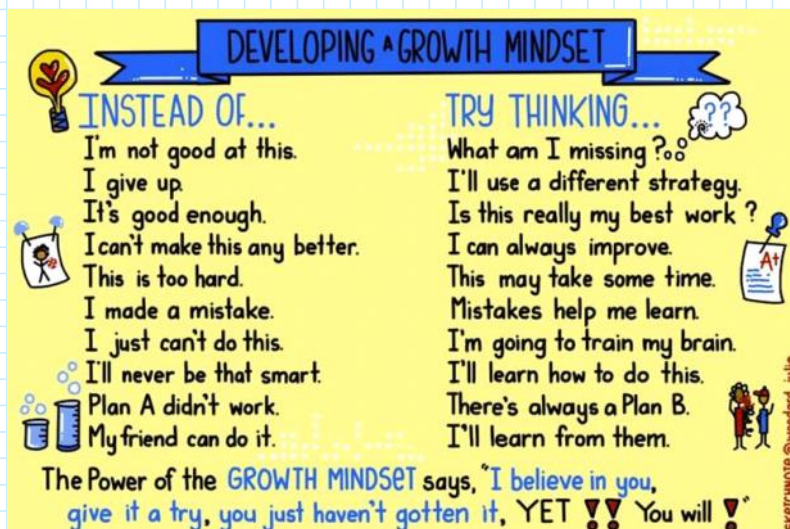 DEVELOPING A GROWTH MINDSET
INSTEAD OF...
I'm not good at this.
I give up.
It's good enough.
I can't make this any better.
This is too hard.
I made a mistake.
I just can't do this.
I'll never be that smart.
Plan A didn't work.
My friend can do it.
TRY THINKING...
??
What am I missing ?
I'll use a different strategy.
Is this really my best work ?
I can always improve.
This may take some time.
A+
Mistakes help me learn.
I'm going to train my brain.
I'll learn how to do this.
There's always a Plan B.
I'll learn from them.
The Power of the GROWTH MINDSET says, "I believe in you,
give it a try, you just haven't gotten it, YET !! You will !"